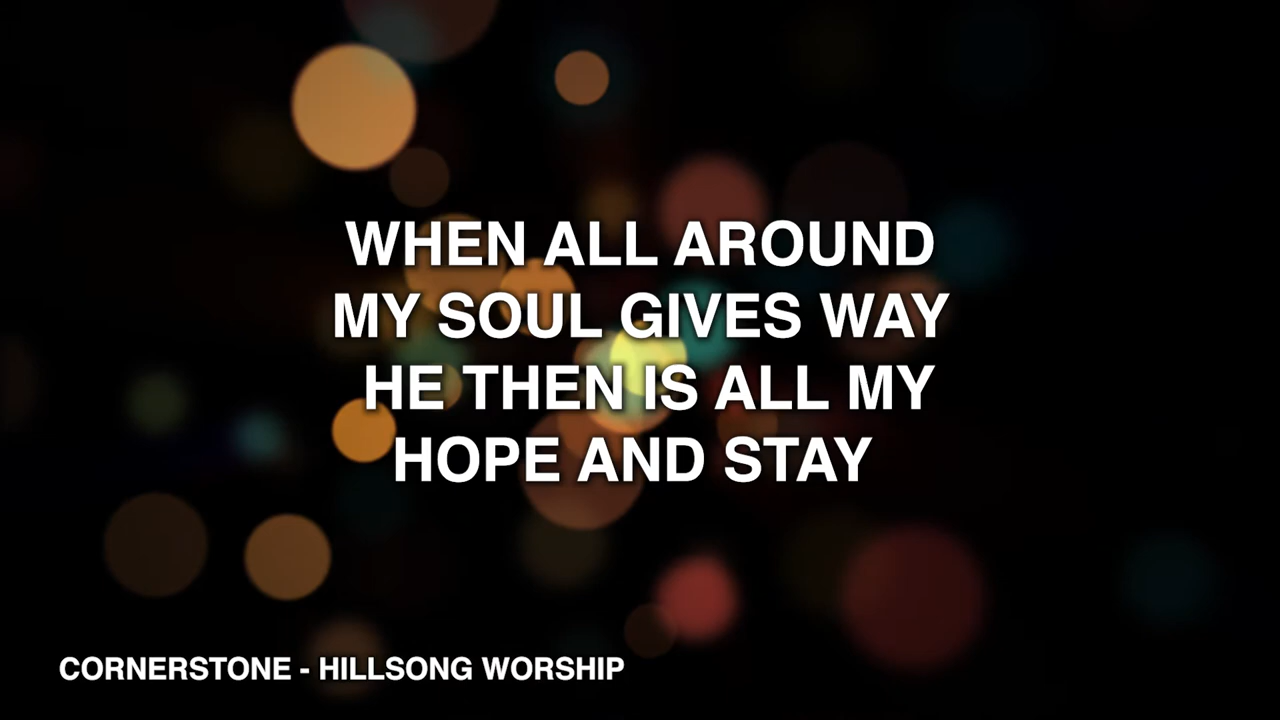 WHEN ALL AROUND
MY SOUL GIVES WAY
HE THEN IS ALL MY
HOPE AND STAY
CORNERSTONE - HILLSONG WORSHIP